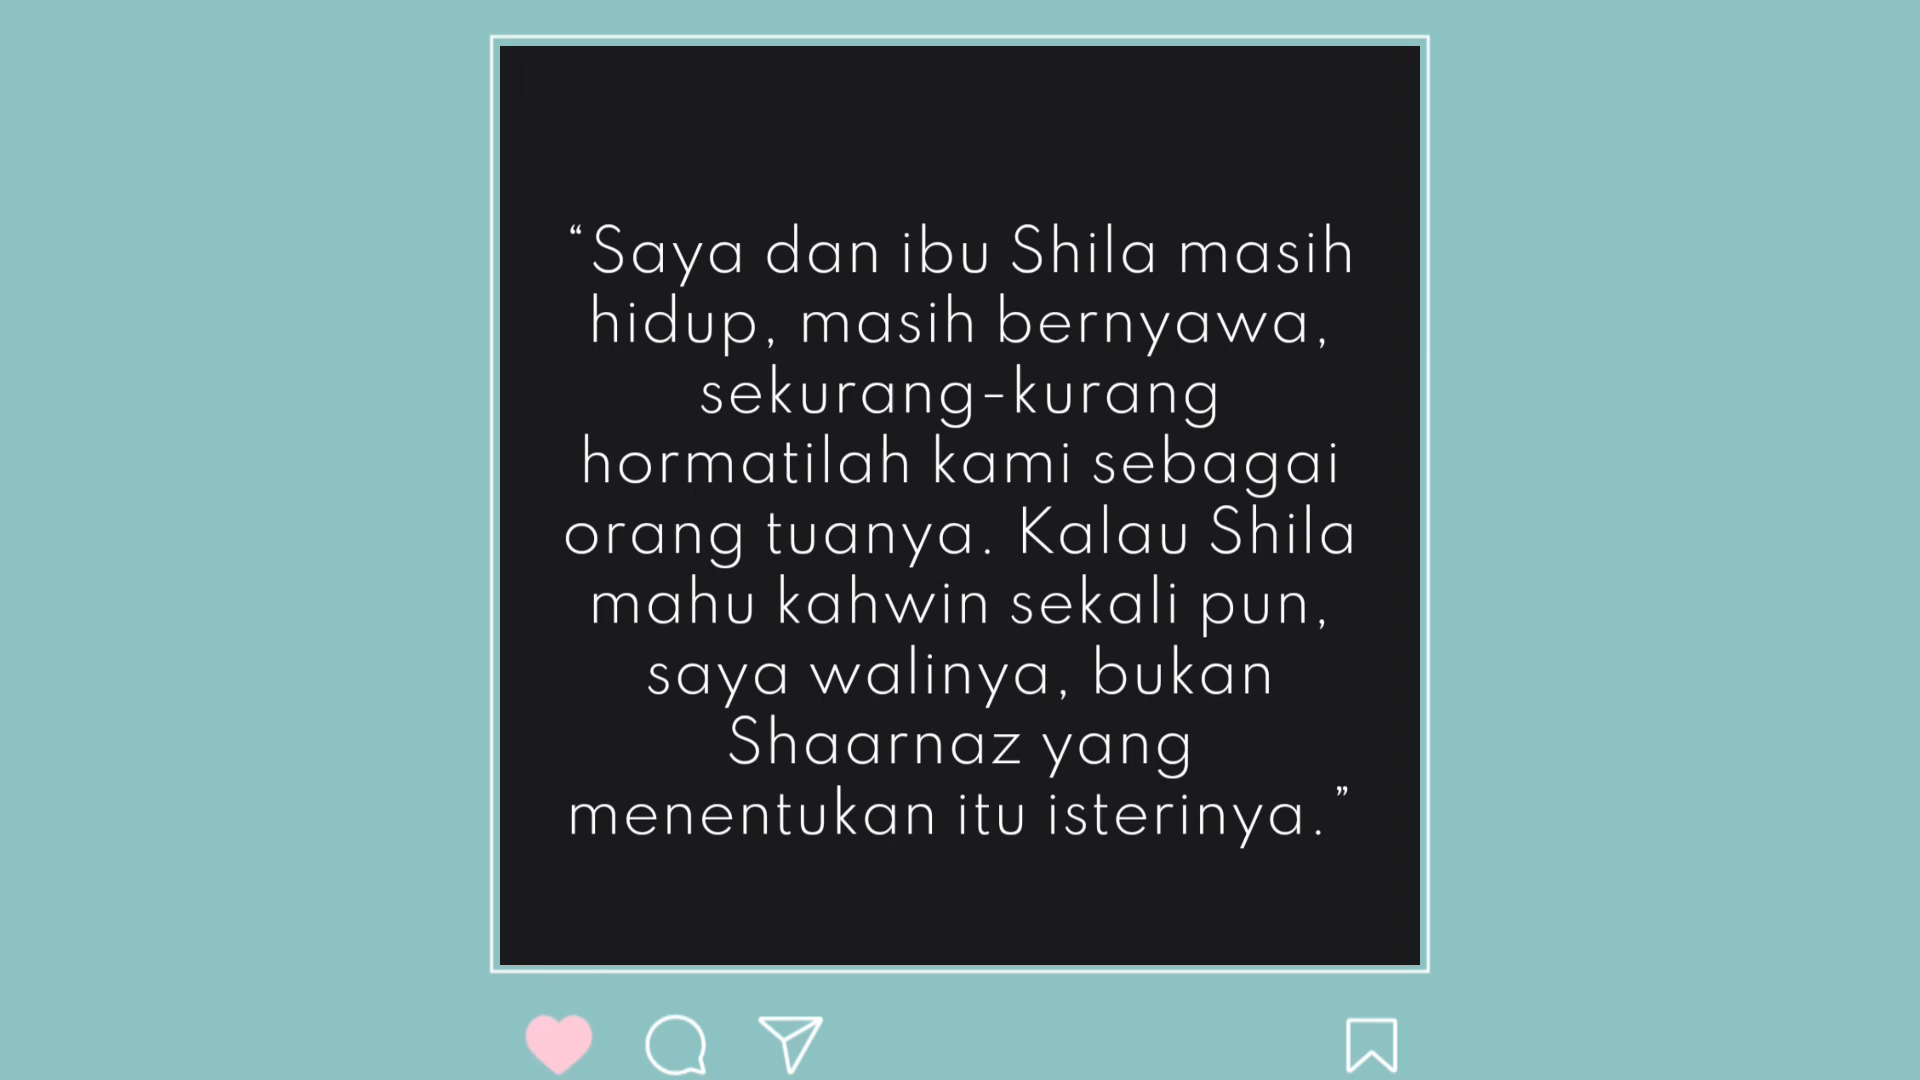 “Saya dan ibu Shila masih
hidup, masih bernyawa,
sekurang-kurang
hormatilah kami sebagai
orang tuanya. Kalau Shila
mahu kahwin sekali pun,
saya walinya, bukan
Shaarnaz yang
menentukan itu isterinya.”